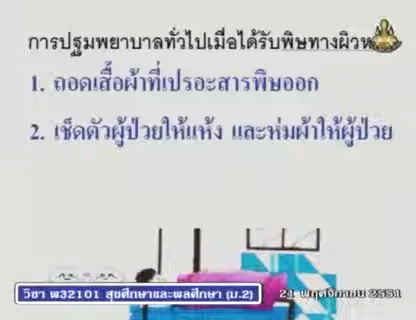 การปฐมพยาบาลทั่วไปเมื่อได้รับพิษทางผิวห
1. ถอดเสื้อผ้าที่เปรอะสารพิษออก
2. เช็ดตัวผู้ป่วยให้แห้ง และห่มผ้าให้ผู้ป่วย
วิชา พ32101 สุขศึกษาและพลศึกษา (ม.2)
21 พฤศจิกายน 2551